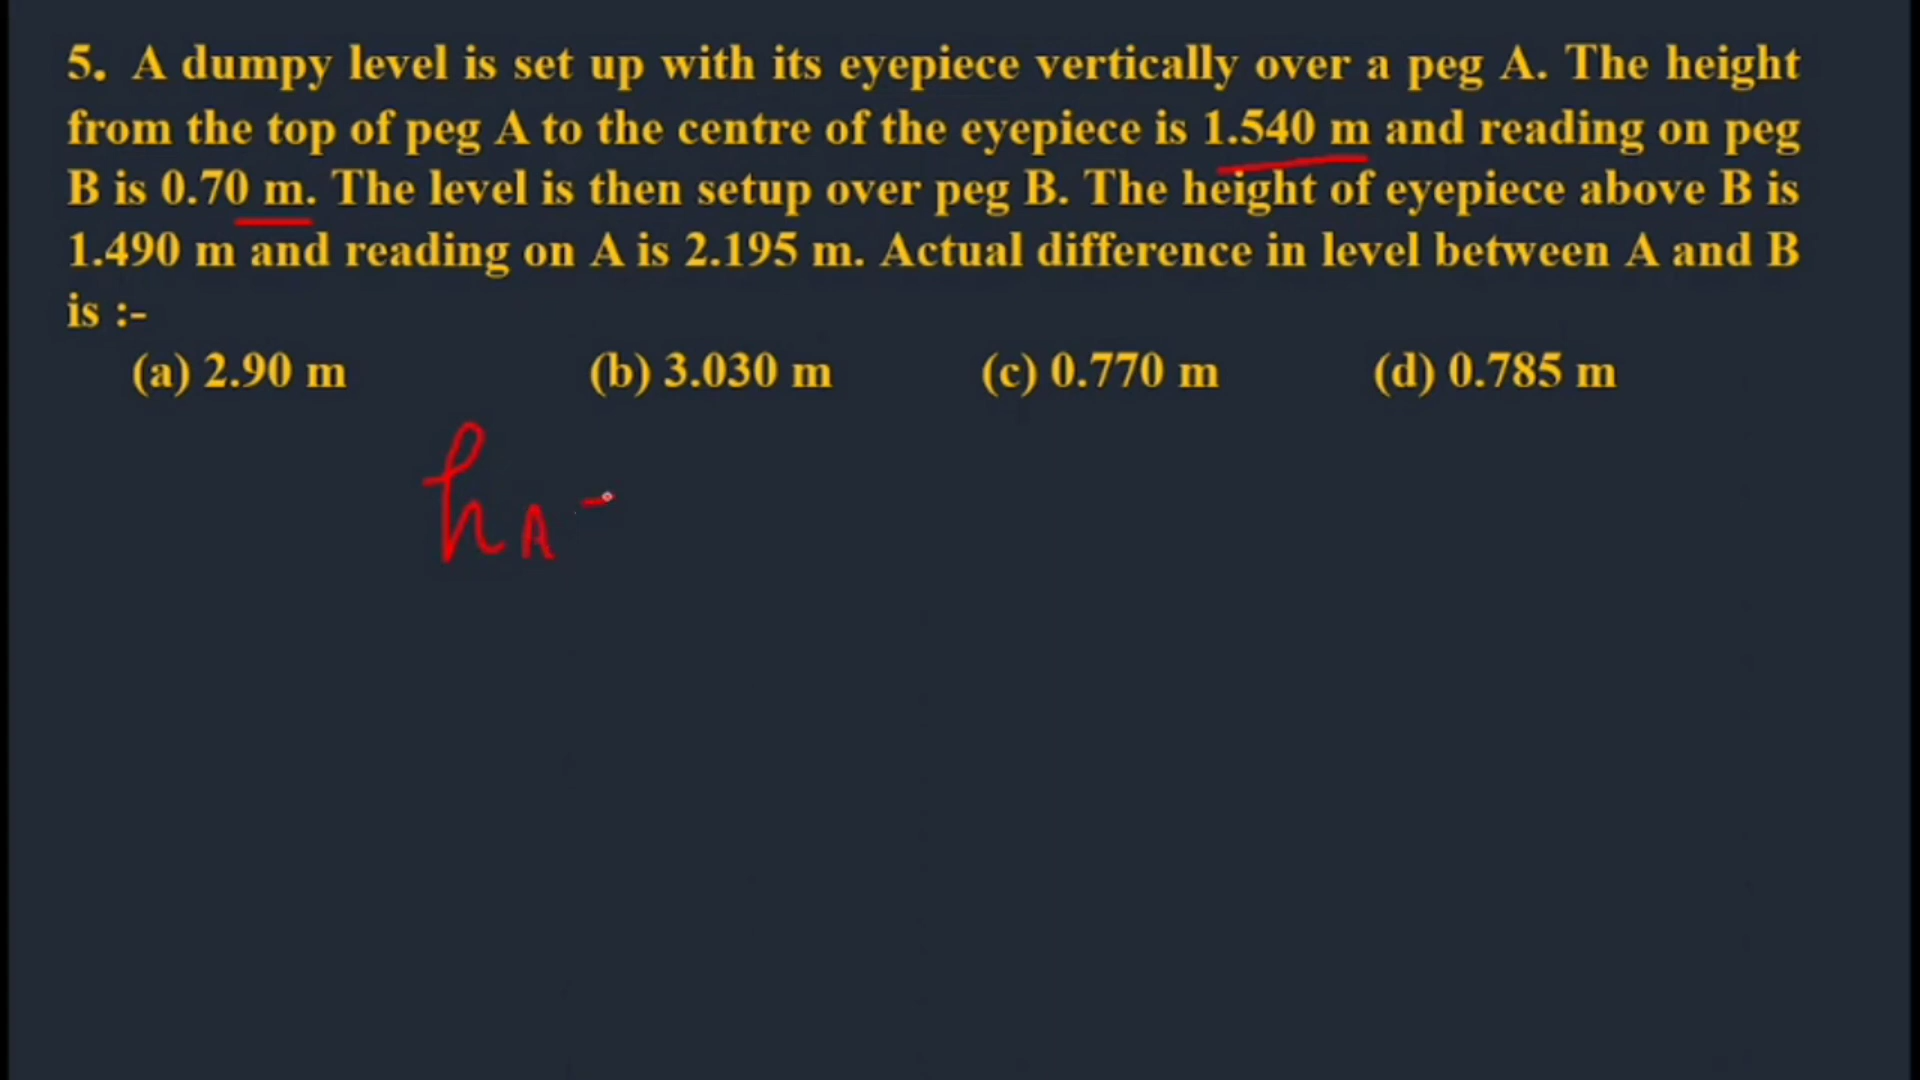 5. A dumpy level is set up with its eyepiece vertically over a peg A. The height
from the top of peg A to the centre of the eyepiece is 1.540 m and reading on peg
B is 0.70 m. The level is then setup over peg B. The height of eyepiece above B is
1.490 m and reading on A is 2.195 m. Actual difference in level between A and B
is :-
(a) 2.90 m (b) 3.030 m (c) 0.770 m (d) 0.785 m
hA -